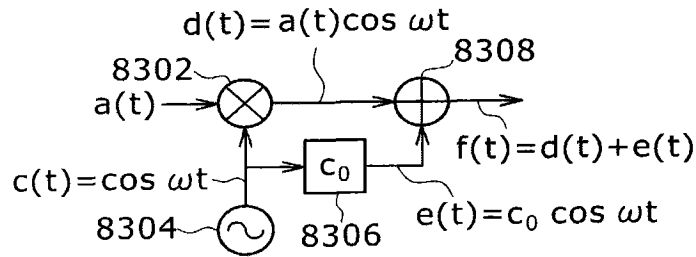 d(t)=a(t)cos ωt
8302
8308
a(t)
f(t)=d(t)+e(t)
c(t)=cos ωt
c₀
8304
8306
e(t)=c₀ cos ωt